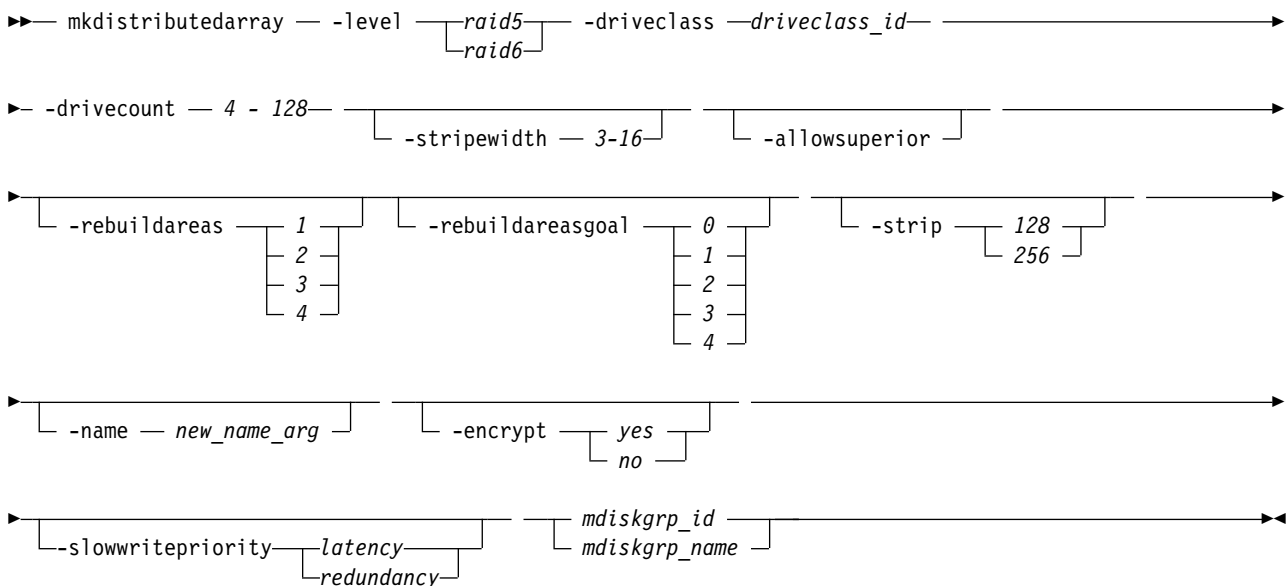 mkdistributedarray -level raid5 -driveclass driveclass_id
raid6
-drivecount 4 - 128
-stripewidth 3-16 -allowsuperior
-rebuildareas 1 -rebuildareasgoal 0 -strip 128
2 1 256
3 2
4 3
4
-name new_name_arg -encrypt yes
no
-slowwritepriority latency mdiskgrp_id
redundancy mdiskgrp_name